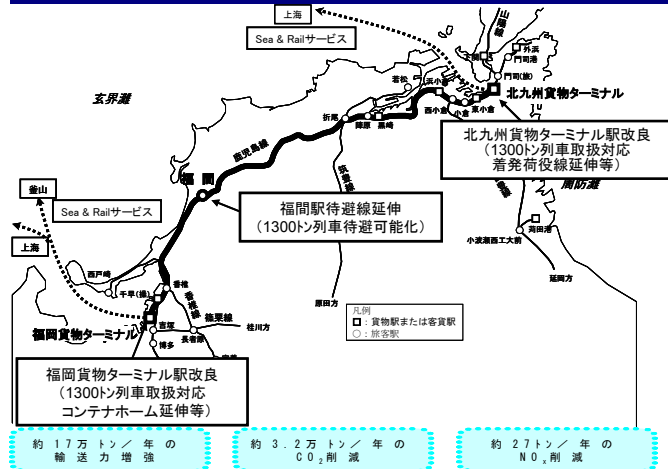 上海
Sea & Railサービス
玄界灘
山陽線
下関
外浜
門司港
門司(旅)
北九州貨物ターミナル
若松
浜小倉
西小倉
小倉
東小倉
折尾
陣原
黒崎
鹿児島線
筑豊線
北九州貨物ターミナル駅改良
(1300トン列車取扱対応
着発荷役線延伸等)
周防灘
福間
福間駅待避線延伸
(1300トン列車待避可能化)
釜山
Sea & Railサービス
上海
苅田港
小波瀬西工大前
延岡方
西戸崎
千早(操)
香椎
香椎線
篠栗線
桂川方
原田方
吉塚
長者原
博多
福岡貨物ターミナル
凡例
□ : 貨物駅または客貨駅
○ : 旅客駅
福岡貨物ターミナル駅改良
(1300トン列車取扱対応
コンテナホーム延伸等)
約17万トン/年の
輸送力増強
約3.2万トン/年の
CO₂削減
約27トン/年の
NOₓ削減